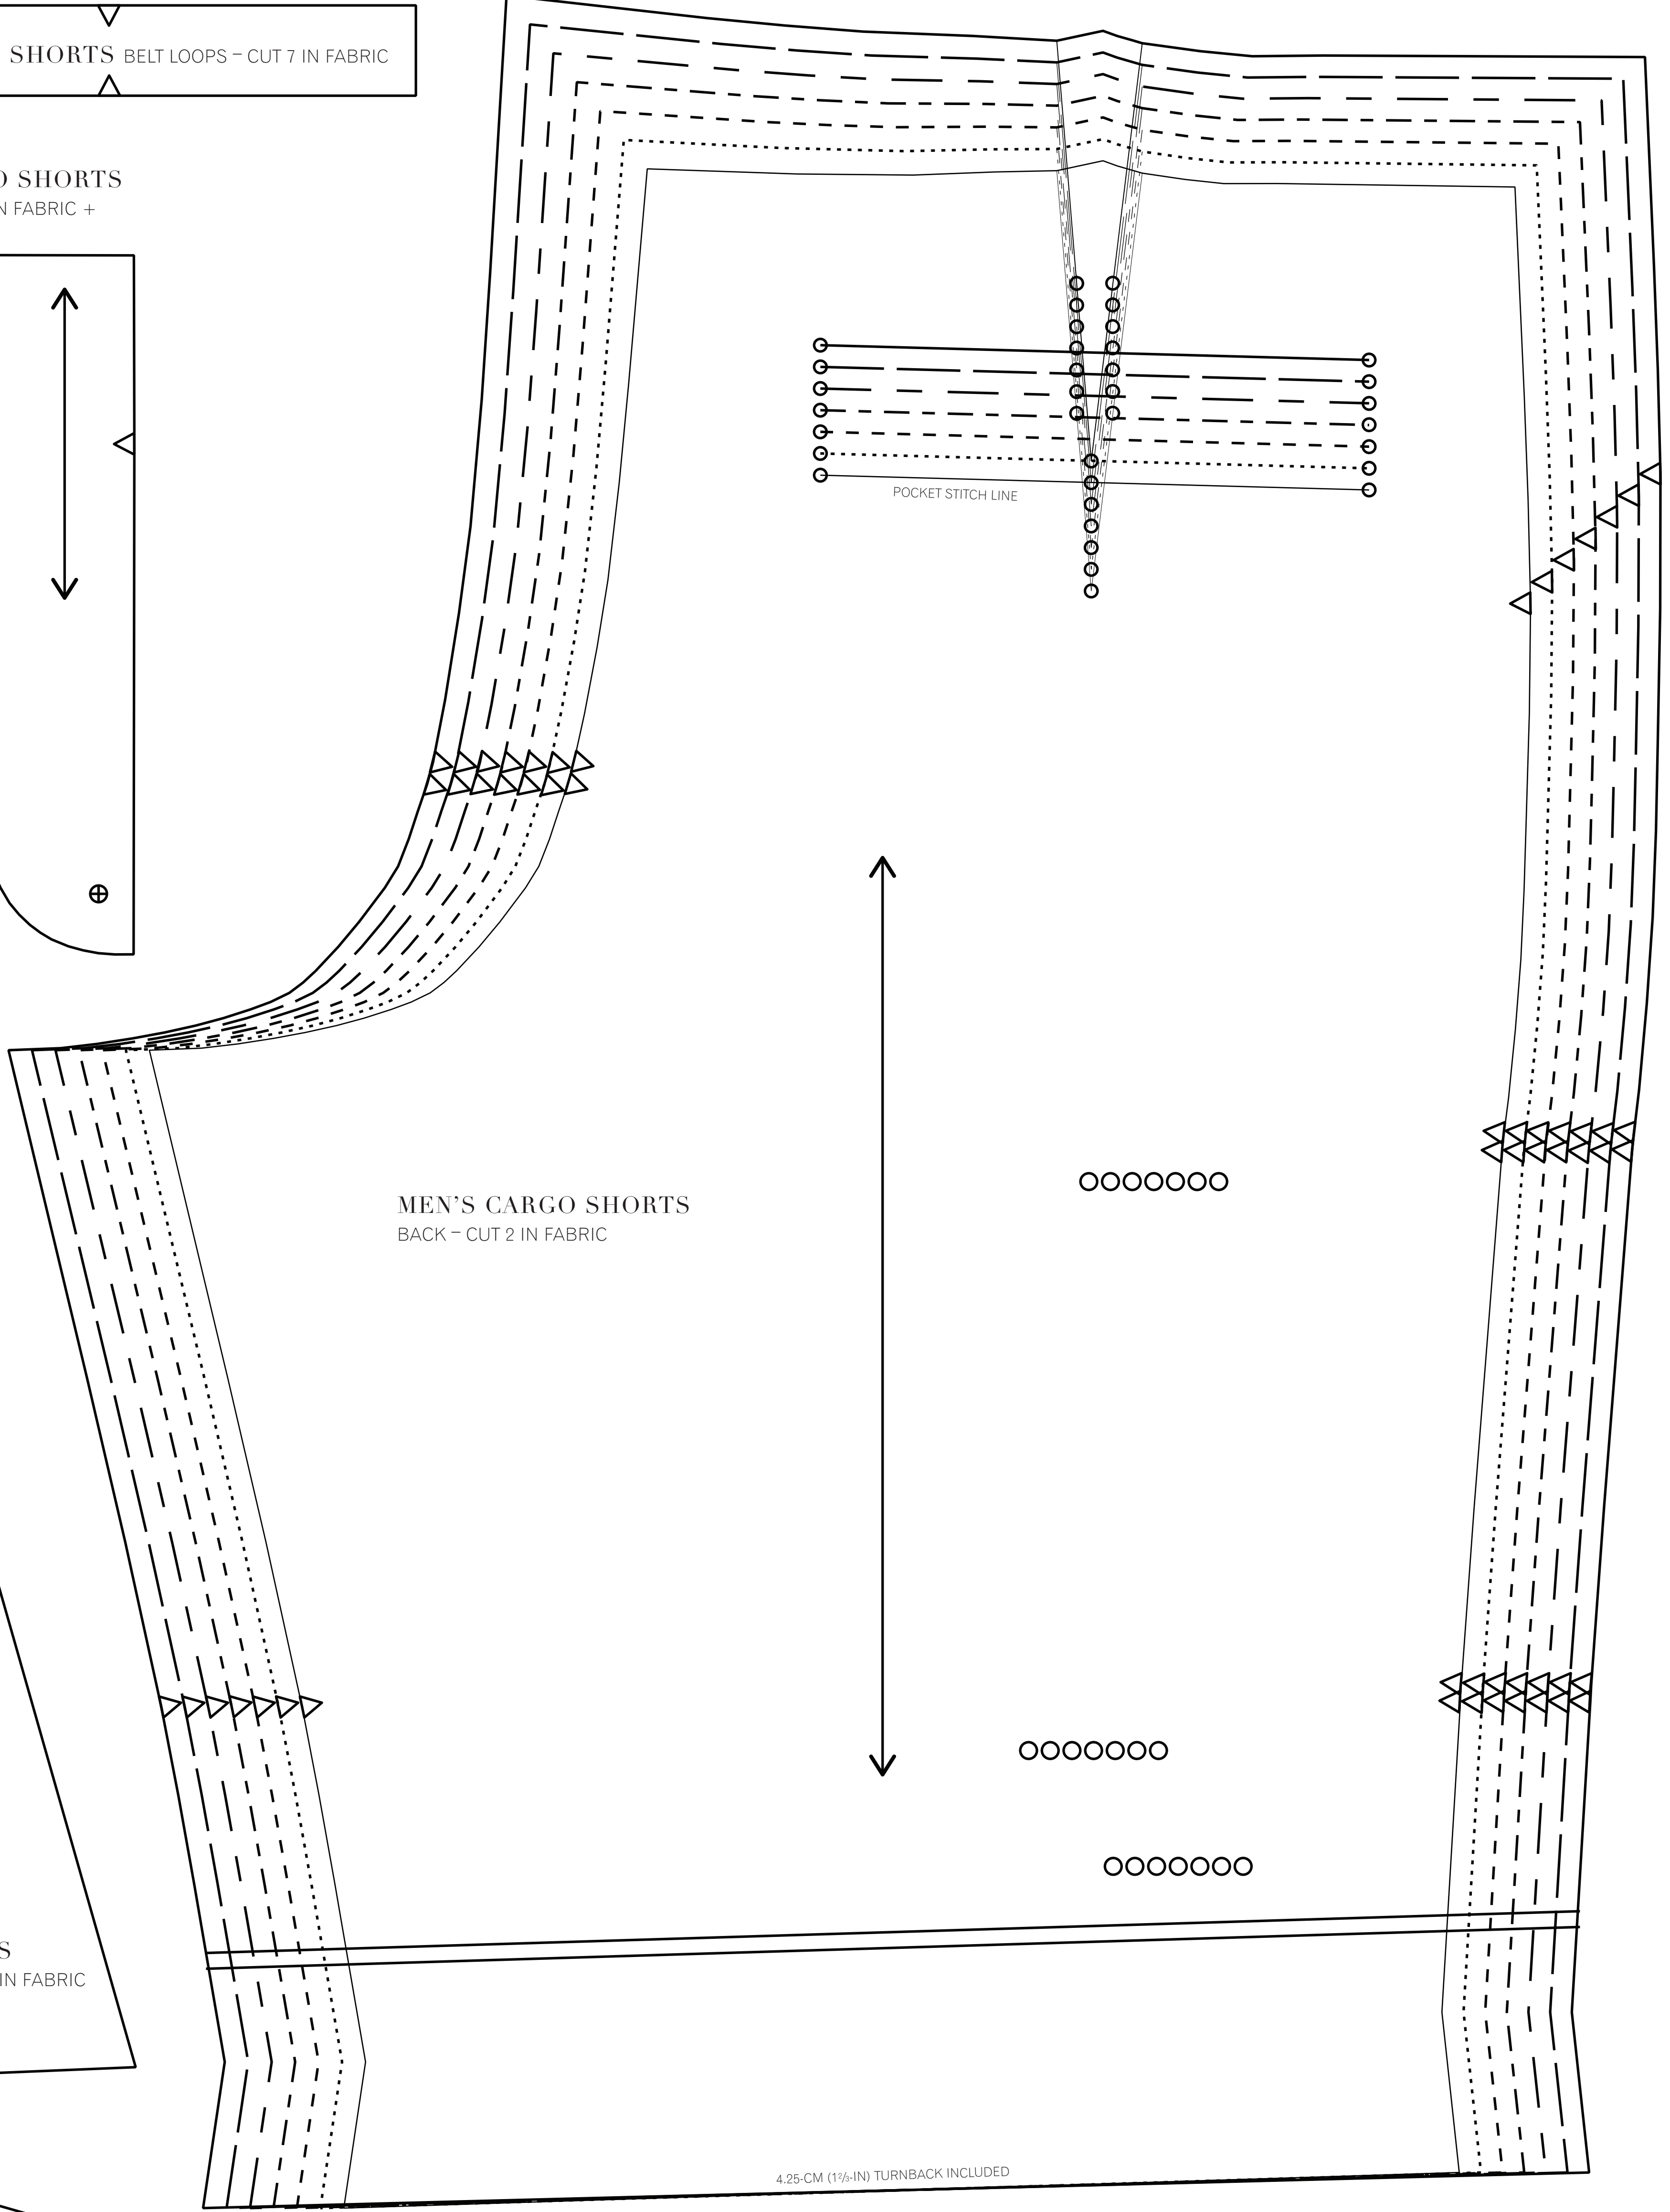 SHORTS BELT LOOPS – CUT 7 IN FABRIC
SHORTS
IN FABRIC +
POCKET STITCH LINE
MEN’S CARGO SHORTS
BACK – CUT 2 IN FABRIC
S
IN FABRIC
4.25-CM (1⅔-IN) TURNBACK INCLUDED